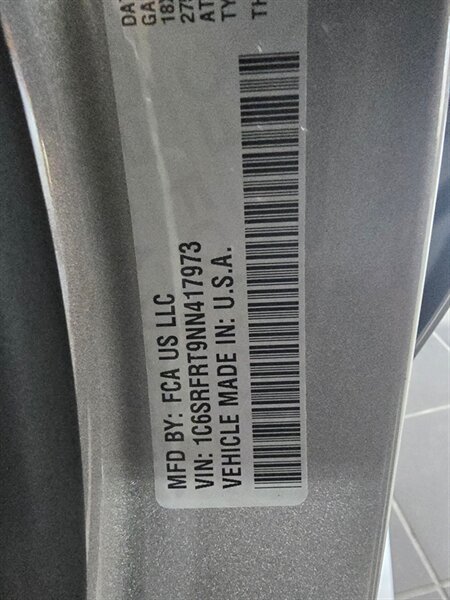 MFD BY: FCA US LLC
VIN: 1C6SRFRT9NN417973
VEHICLE MADE IN: U.S.A.